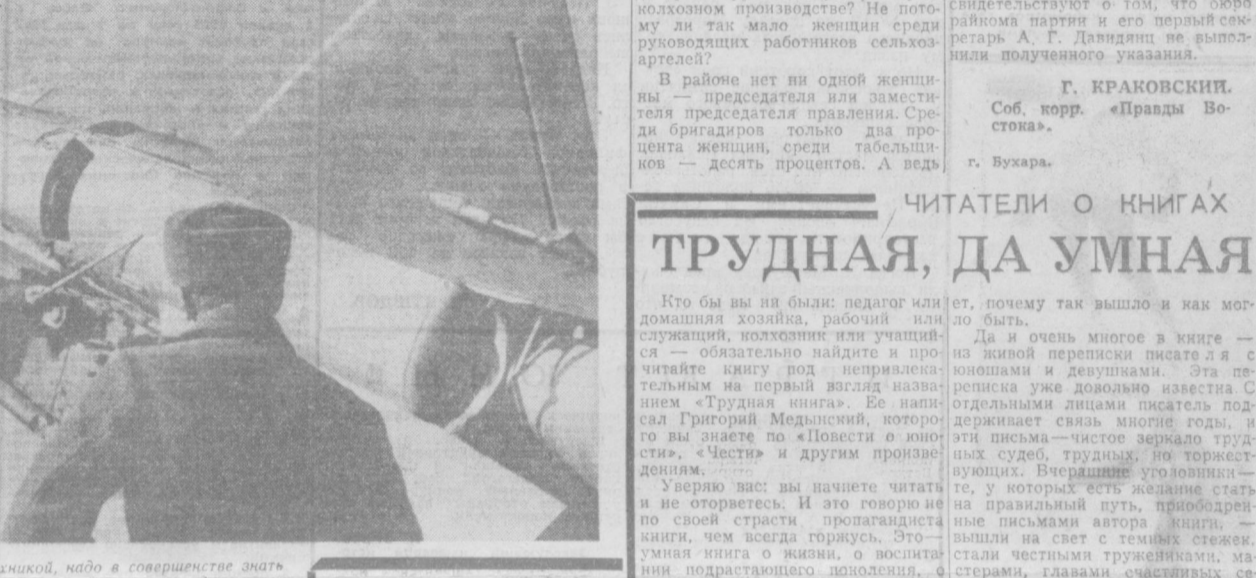 колхозном производстве? Не пото-
му ли так мало женщин среди
руководящих работников сельхоз-
артелей?
В районе нет ни одной женщи-
ны — председателя или замести-
теля председателя правления. Сре-
ди бригадиров только два про-
цента женщин, среди табельщи-
ков — десять процентов. А ведь
свидетельствуют о том, что бюро
райкома партии и его первый сек-
ретарь А. Г. Давидянц не выпол-
нили полученного указания.
Г. КРАКОВСКИЙ.
Соб. корр. «Правды Во-
стока».
г. Бухара.
ЧИТАТЕЛИ О КНИГАХ
ТРУДНАЯ, ДА УМНАЯ
Кто бы вы ни были: педагог или
домашняя хозяйка, рабочий или
служащий, колхозник или учащий-
ся — обязательно найдите и про-
читайте книгу под непривлека-
тельным на первый взгляд назва-
нием «Трудная книга». Ее напи-
сал Григорий Медынский, которо-
го вы знаете по «Повести о юно-
сти», «Чести» и другим произве-
дениям.
Уверяю вас: вы начнете читать
и не оторветесь. И это говорю не
по своей страсти пропагандиста
книги, чем всегда горжусь. Это—
умная книга о жизни, о воспита-
нии подрастающего поколения, о
ет, почему так вышло и как мог-
ло быть.
Да и очень многое в книге —
из живой переписки писателя с
юношами и девушками. Эта пе-
реписка уже довольно известна. С
отдельными лицами писатель под-
держивает связь многие годы, и
эти письма—чистое зеркало труд-
ных судеб, трудных, но торжест-
вующих. Вчерашние уголовники—
те, у которых есть желание стать
на правильный путь, приободрен-
ные письмами автора книги, —
вышли на свет с темных стежек,
стали честными тружениками, ма-
стерами, главами счастливых се-
хникой, надо в совершенстве знать